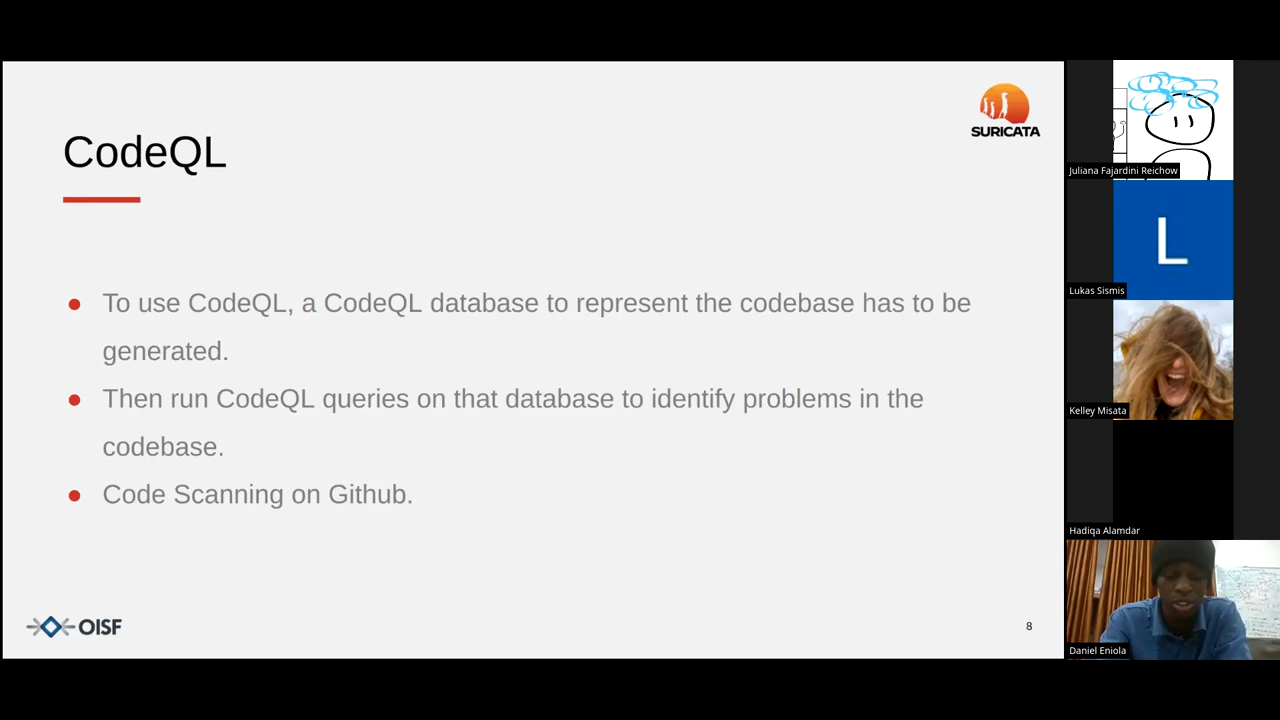 SURICATA
CodeQL
To use CodeQL, a CodeQL database to represent the codebase has to be
generated.
Then run CodeQL queries on that database to identify problems in the
codebase.
Code Scanning on Github.
OISF
8
Juliana Fajardini Reichow
L
Lukas Sismis
Kelley Misata
Hadiqa Alamdar
Daniel Eniola